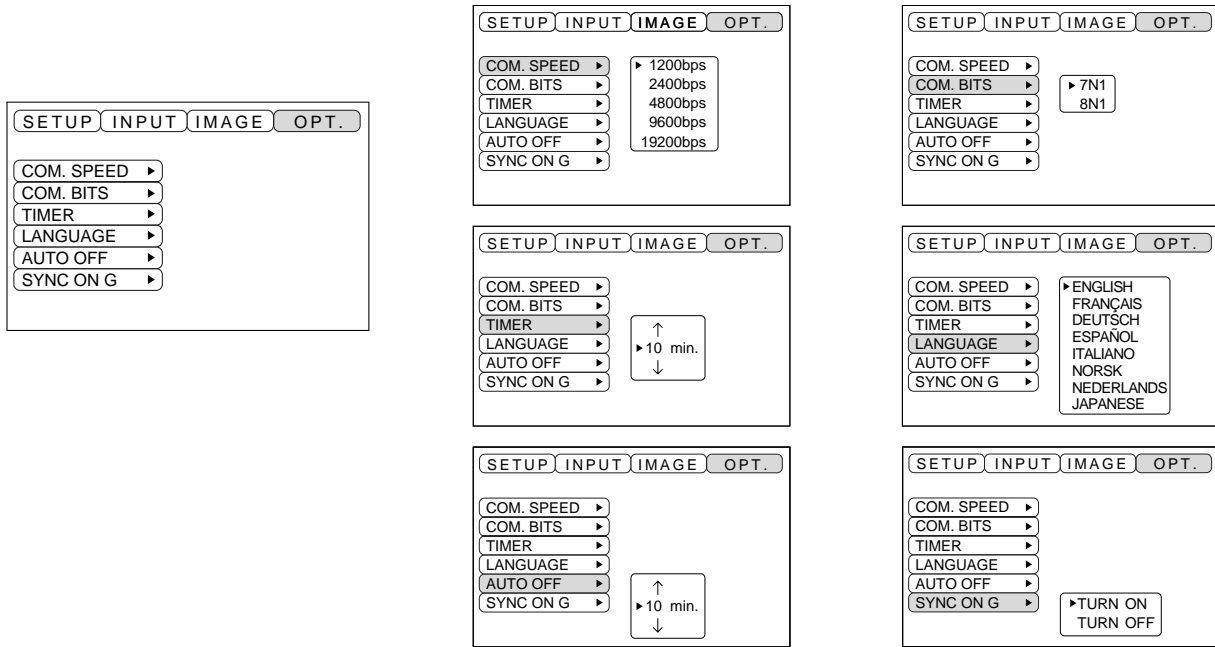 SETUP INPUT IMAGE OPT.
COM. SPEED
COM. BITS
TIMER
LANGUAGE
AUTO OFF
SYNC ON G
SETUP INPUT IMAGE OPT.
COM. SPEED
COM. BITS
TIMER
LANGUAGE
AUTO OFF
SYNC ON G
1200bps
2400bps
4800bps
9600bps
19200bps
SETUP INPUT IMAGE OPT.
COM. SPEED
COM. BITS
TIMER
LANGUAGE
AUTO OFF
SYNC ON G
7N1
8N1
SETUP INPUT IMAGE OPT.
COM. SPEED
COM. BITS
TIMER
LANGUAGE
AUTO OFF
SYNC ON G
10 min.
SETUP INPUT IMAGE OPT.
COM. SPEED
COM. BITS
TIMER
LANGUAGE
AUTO OFF
SYNC ON G
ENGLISH
FRANÇAIS
DEUTSCH
ESPAÑOL
ITALIANO
NORSK
NEDERLANDS
JAPANESE
SETUP INPUT IMAGE OPT.
COM. SPEED
COM. BITS
TIMER
LANGUAGE
AUTO OFF
SYNC ON G
10 min.
SETUP INPUT IMAGE OPT.
COM. SPEED
COM. BITS
TIMER
LANGUAGE
AUTO OFF
SYNC ON G
TURN ON
TURN OFF